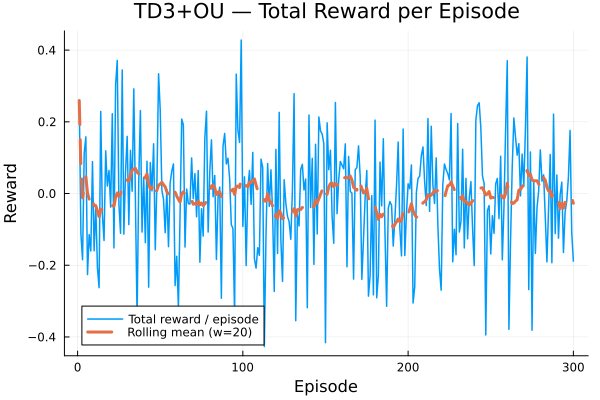 TD3+OU — Total Reward per Episode
Reward
0.4
0.2
0.0
−0.2
−0.4
Total reward / episode
Rolling mean (w=20)
0
100
200
300
Episode